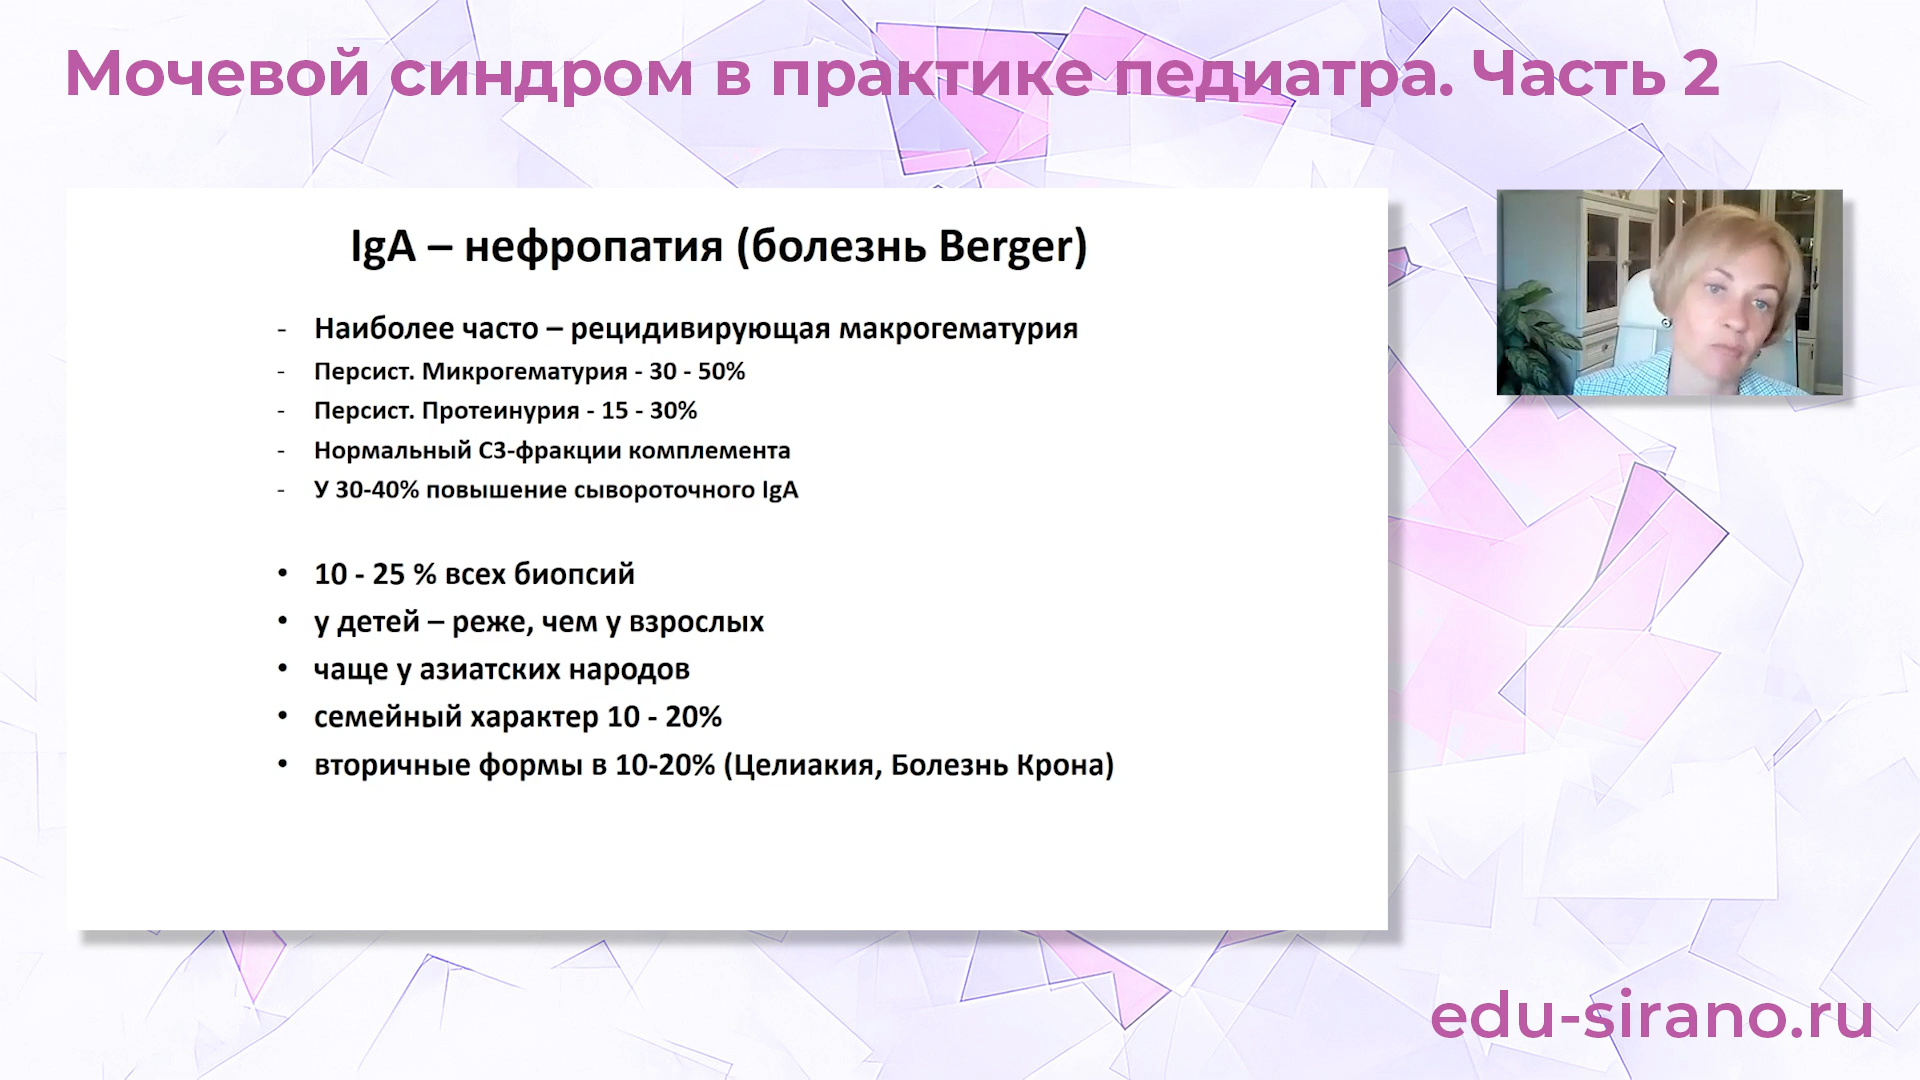 Мочевой синдром в практике педиатра. Часть 2
IgA – нефропатия (болезнь Berger)
- Наиболее часто – рецидивирующая макрогематурия
- Персист. Микрогематурия - 30 - 50%
- Персист. Протеинурия - 15 - 30%
- Нормальный С3-фракции комплемента
- У 30-40% повышение сывороточного IgA
• 10 - 25 % всех биопсий
• у детей – реже, чем у взрослых
• чаще у азиатских народов
• семейный характер 10 - 20%
• вторичные формы в 10-20% (Целиакия, Болезнь Крона)
edu-sirano.ru